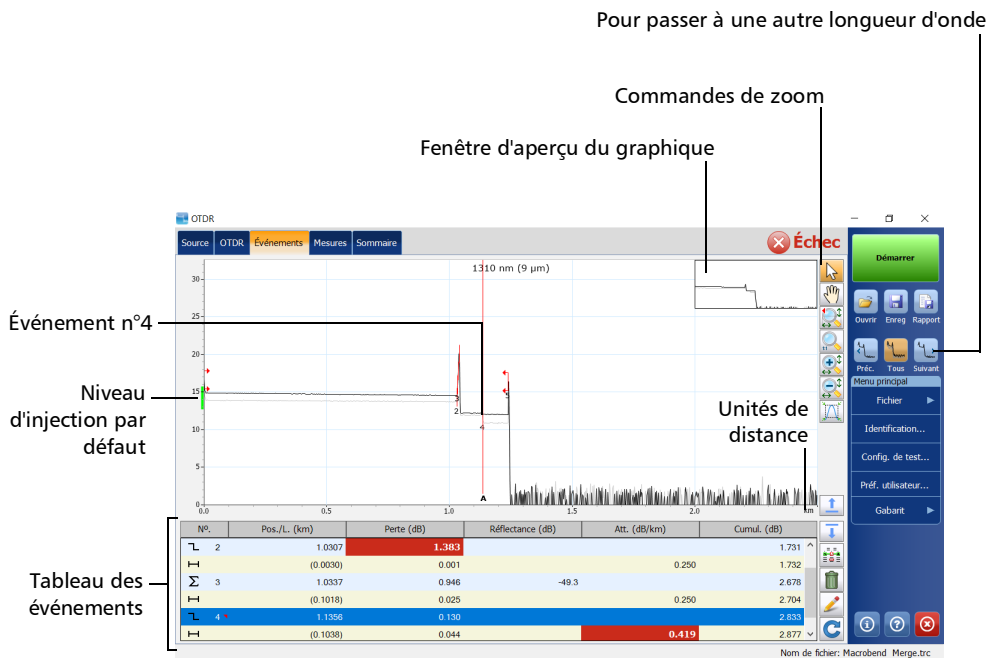 Pour passer à une autre longueur d'onde
Commandes de zoom
Fenêtre d'aperçu du graphique
OTDR
Source OTDR Événements Mesures Sommaire
Échec
Démarrer
1310 nm (9 µm)
30
25
20
15
10
5
0
0.0 0.5 1.0 1.5 2.0 km
3
2
4
5
A
Événement n°4
Niveau
d'injection par
défaut
Unités de
distance
Ouvrir Enreg Rapport
Préc. Tous Suivant
Menu principal
Fichier
Identification...
Config. de test...
Préf. utilisateur...
Gabarit
Tableau des
événements
Nº. Pos./L. (km) Perte (dB) Réflectance (dB) Att. (dB/km) Cumul. (dB)
2 1.0307 1.383 1.731
(0.0030) 0.001 0.250 1.732
Σ 3 1.0337 0.946 -49.3 2.678
(0.1018) 0.025 0.250 2.704
4 * 1.1356 0.130 2.833
(0.1038) 0.044 0.419 2.877
Nom de fichier: Macrobend Merge.trc